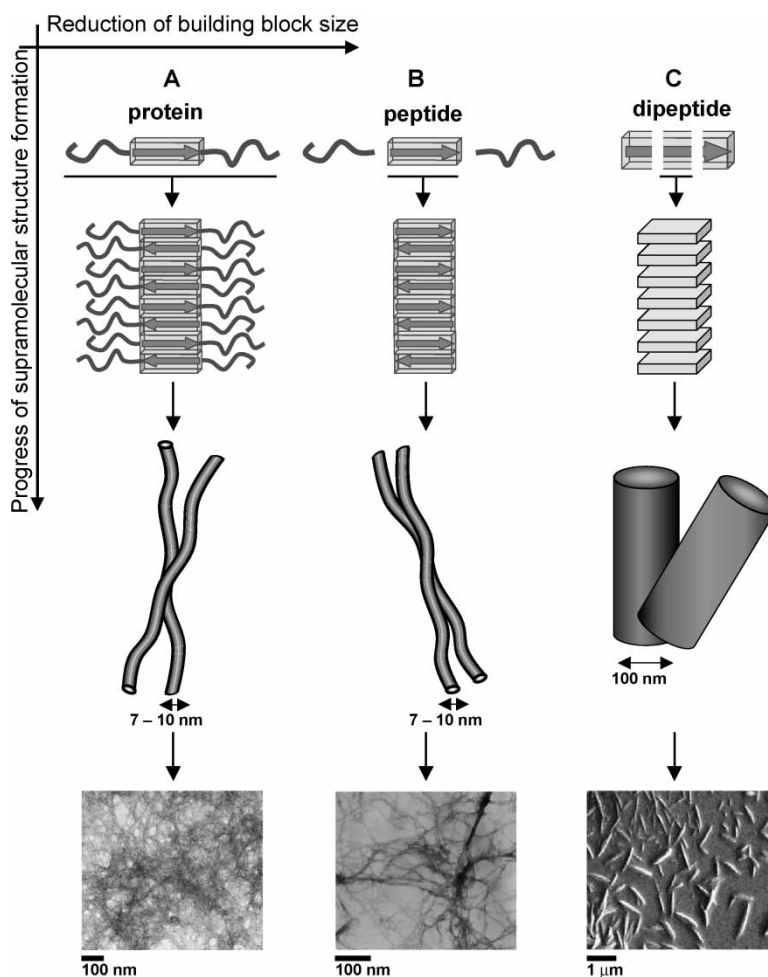 Reduction of building block size
Progress of supramolecular structure formation
A
B
C
protein
peptide
dipeptide
7 – 10 nm
7 – 10 nm
100 nm
100 nm
100 nm
1 μm